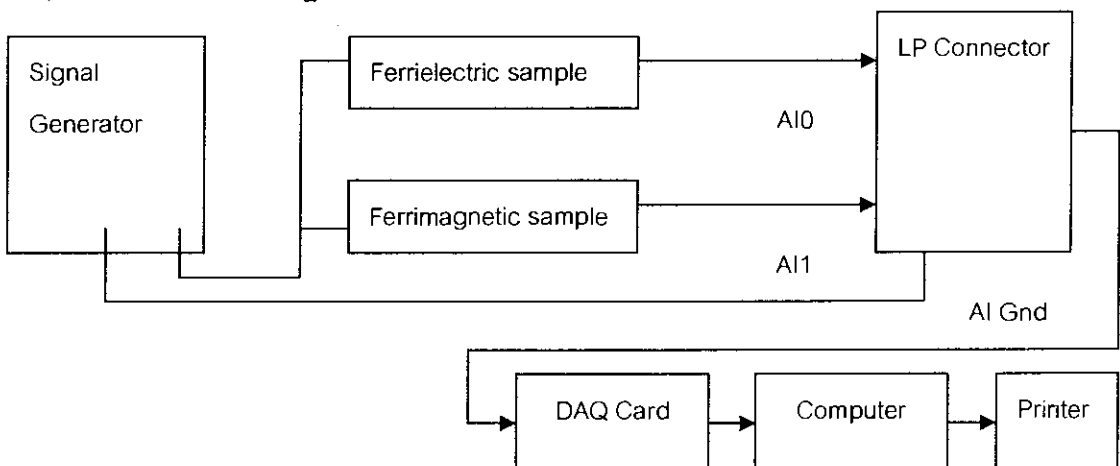 Signal
Generator
Ferrielectric sample
LP Connector
AI0
Ferrimagnetic sample
AI1
AI Gnd
DAQ Card
Computer
Printer